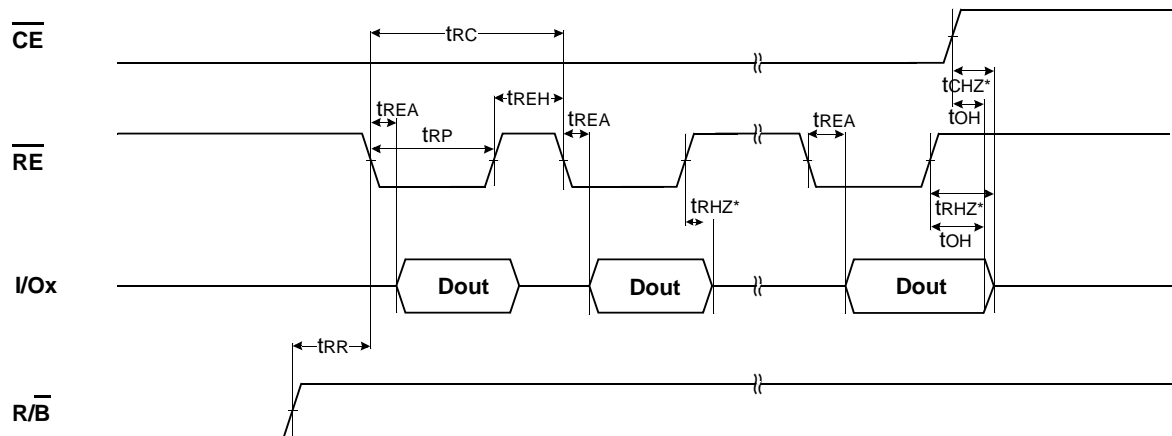 CE
tRC
tCHZ*
tREH
tREA
tREA
tREA
tOH
tRP
RE
tRHZ*
tRHZ*
tOH
I/Ox
Dout
Dout
Dout
tRR
R/B